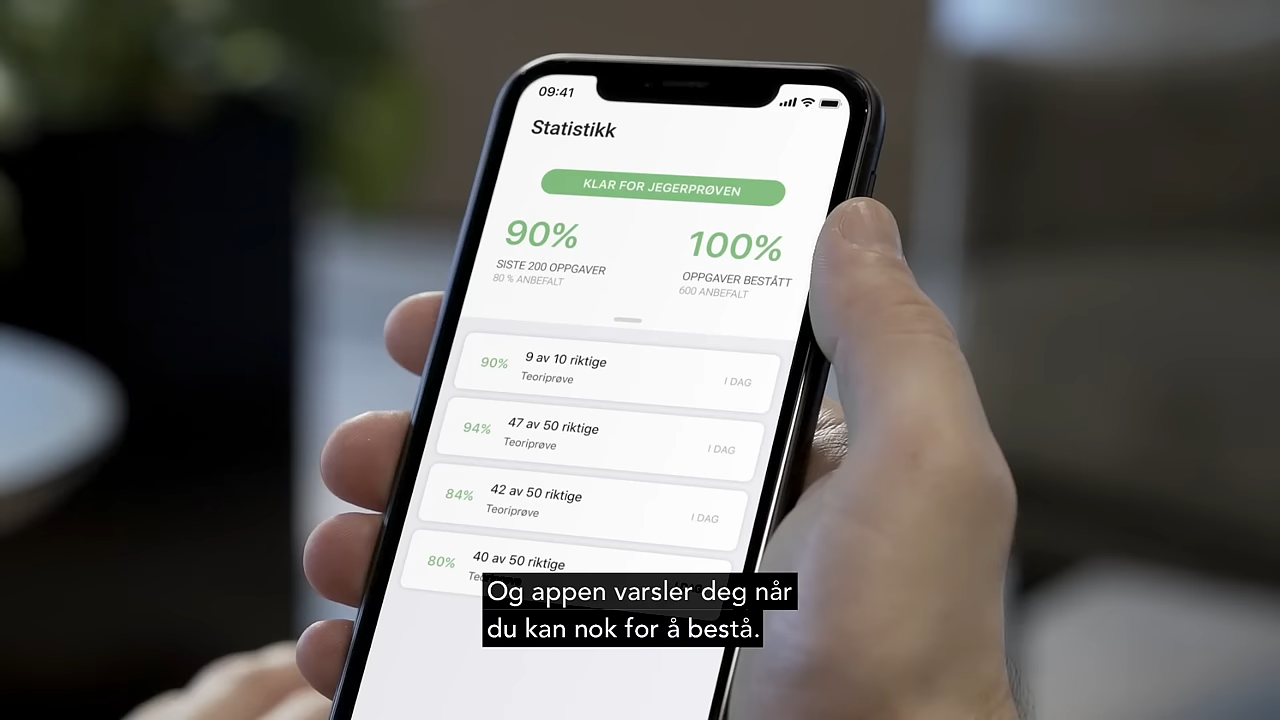 09:41
Statistikk
KLAR FOR JEGERPRØVEN
90%
SISTE 200 OPPGAVER
80 % ANBEFALT
100%
OPPGAVER BESTÅTT
600 ANBEFALT
90%
9 av 10 riktige
Teoriprøve
I DAG
94%
47 av 50 riktige
Teoriprøve
I DAG
84%
42 av 50 riktige
Teoriprøve
I DAG
80%
40 av 50 riktige
Og appen varsler deg når
du kan nok for å bestå.